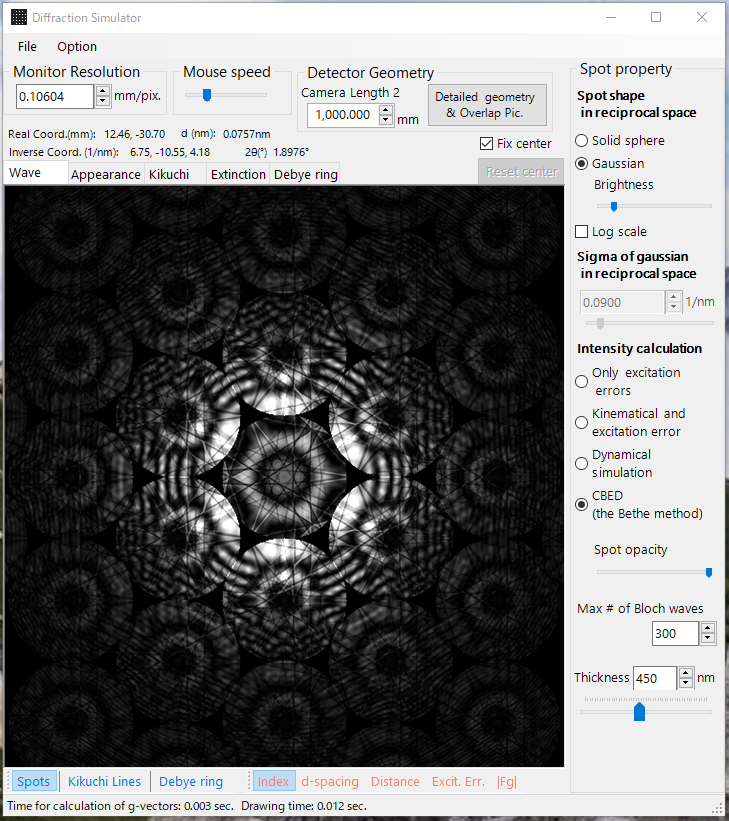 Diffraction Simulator
File Option
Monitor Resolution
0.10604 mm/pix.
Mouse speed
Detector Geometry
Camera Length 2
1,000.000 mm
Detailed geometry
& Overlap Pic.
Real Coord.(mm): 12.46, -30.70 d (nm): 0.0757nm
Inverse Coord. (1/nm): 6.75, -10.55, 4.18 2θ(°) 1.8976°
Fix center
Wave Appearance Kikuchi Extinction Debye ring
Reset center
Spot property
Spot shape
in reciprocal space
Solid sphere
Gaussian
Brightness
Log scale
Sigma of gaussian
in reciprocal space
0.0900 1/nm
Intensity calculation
Only excitation
errors
Kinematical and
excitation error
Dynamical
simulation
CBED
(the Bethe method)
Spot opacity
Max # of Bloch waves
300
Thickness 450 nm
Spots Kikuchi Lines Debye ring Index d-spacing Distance Excit. Err. |Fg|
Time for calculation of g-vectors: 0.003 sec. Drawing time: 0.012 sec.